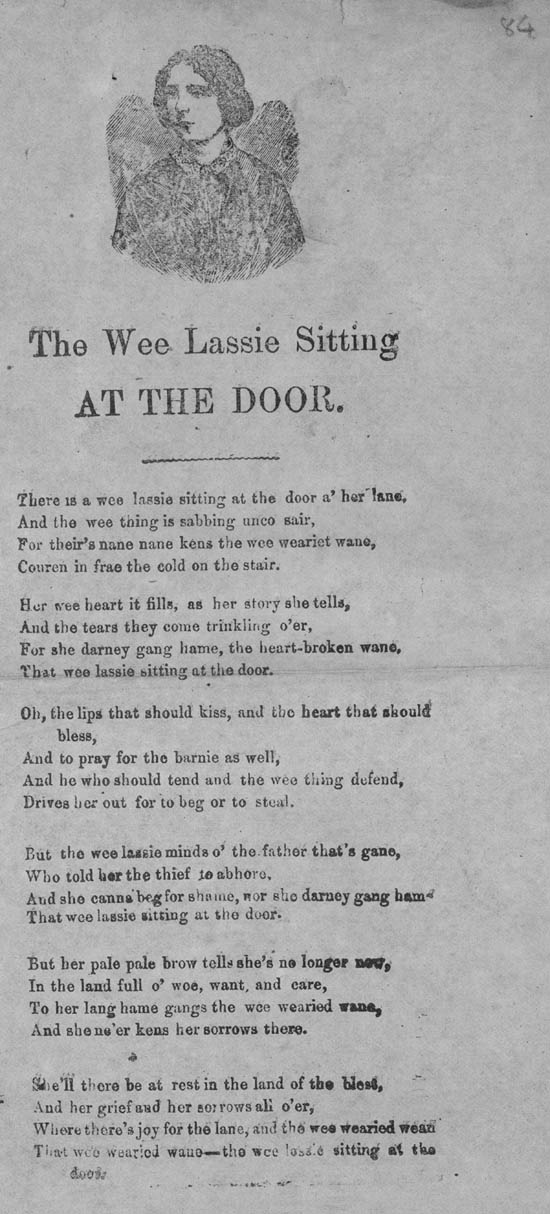 84
The Wee Lassie Sitting
AT THE DOOR.
There is a wee lassie sitting at the door a' her lane,
And the wee thing is sabbing unco sair,
For their's nane nane kens the wee weariet wane,
Couren in frae the cold on the stair.
Her wee heart it fills, as her story she tells,
And the tears they come trinkling o'er,
For she darney gang hame, the heart-broken wane,
That wee lassie sitting at the door.
Oh, the lips that should kiss, and the heart that should
bless,
And to pray for the barnie as well,
And he who should tend and the wee thing defend,
Drives her out for to beg or to steal.
But the wee lassie minds o' the father that's gane,
Who told her the thief to abhore,
And she canna beg for shame, nor she darney gang ham
That wee lassie sitting at the door.
But her pale pale brow tells she's no longer now,
In the land full o' woe, want, and care,
To her lang hame gangs the wee wearied wane,
And she ne'er kens her sorrows there.
She'll there be at rest in the land of the blest,
And her grief and her sorrows all o'er,
Where there's joy for the lane, and the wee wearied wean
That wee wearied wane—the wee lassie sitting at the
door.